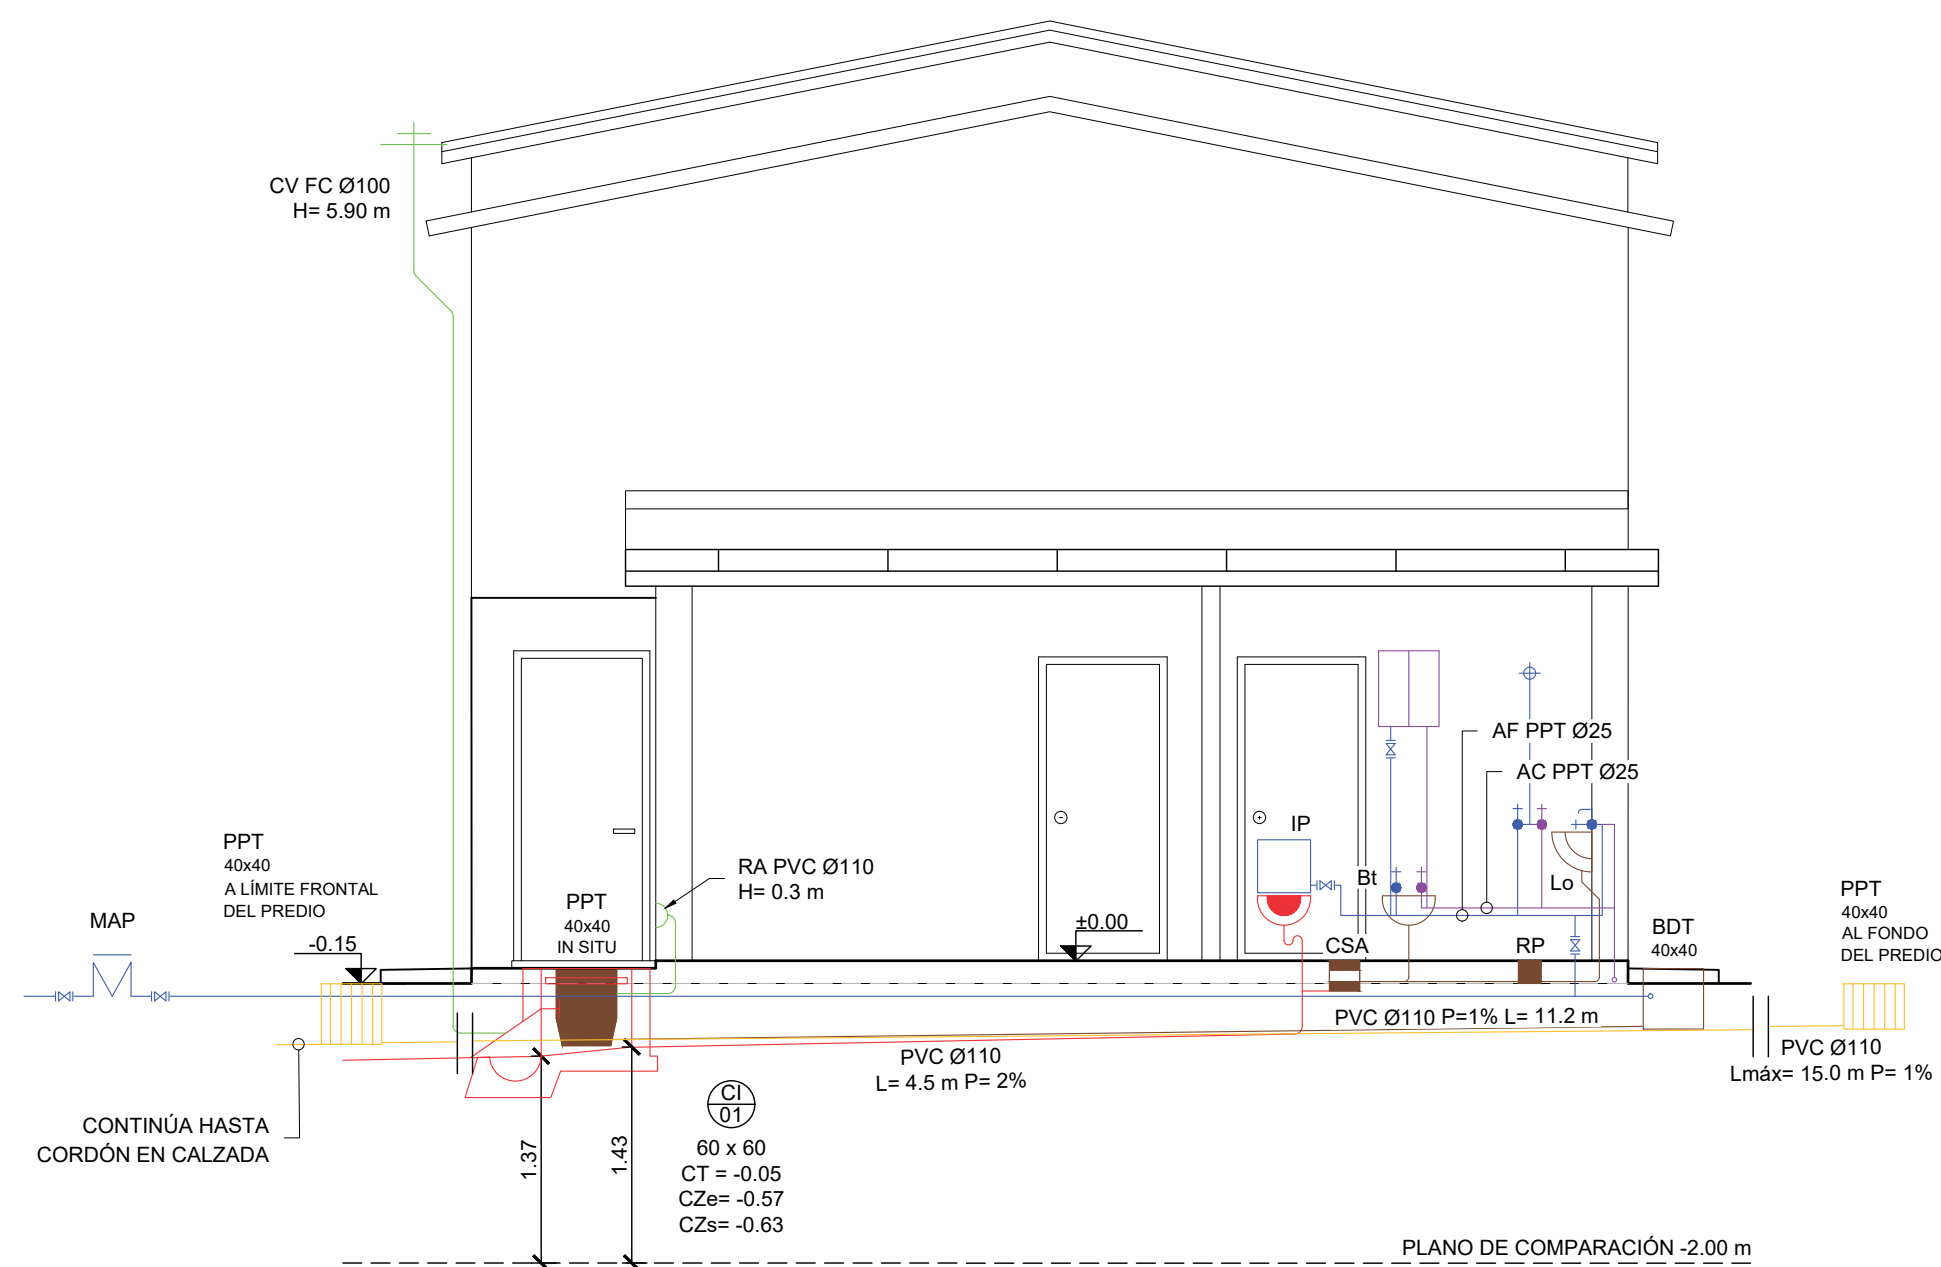 CV FC Ø100
H= 5.90 m
AF PPT Ø25
AC PPT Ø25
IP
Bt
Lo
PPT
40x40
A LÍMITE FRONTAL
DEL PREDIO
RA PVC Ø110
H= 0.3 m
PPT
40x40
IN SITU
MAP
-0.15
±0.00
CSA
RP
BDT
40x40
PPT
40x40
AL FONDO
DEL PREDIO
PVC Ø110 P=1% L= 11.2 m
PVC Ø110
L= 4.5 m P= 2%
PVC Ø110
Lmáx= 15.0 m P= 1%
CONTINÚA HASTA
CORDÓN EN CALZADA
1.37
1.43
CI
01
60 x 60
CT = -0.05
CZe= -0.57
CZs= -0.63
PLANO DE COMPARACIÓN -2.00 m